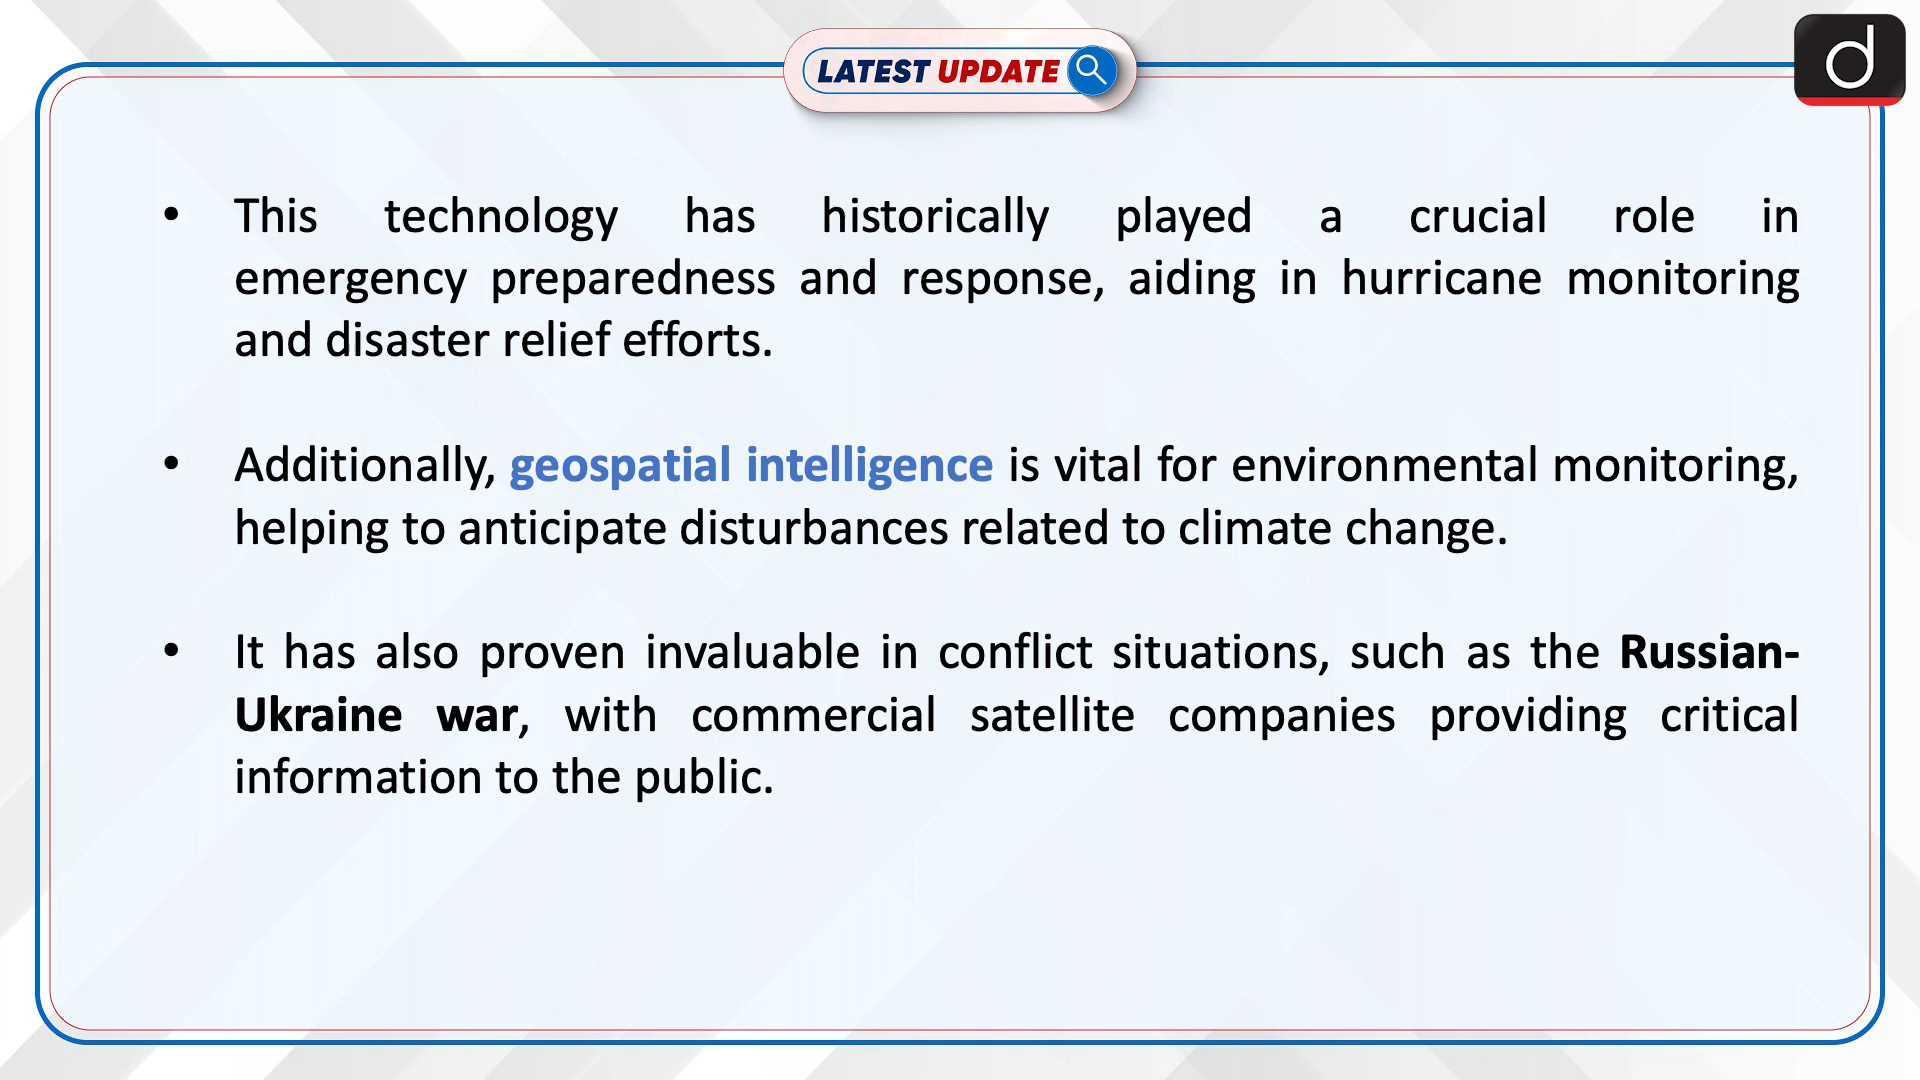 LATEST UPDATE
d
• This technology has historically played a crucial role in
emergency preparedness and response, aiding in hurricane monitoring
and disaster relief efforts.
• Additionally, geospatial intelligence is vital for environmental monitoring,
helping to anticipate disturbances related to climate change.
• It has also proven invaluable in conflict situations, such as the Russian-
Ukraine war, with commercial satellite companies providing critical
information to the public.